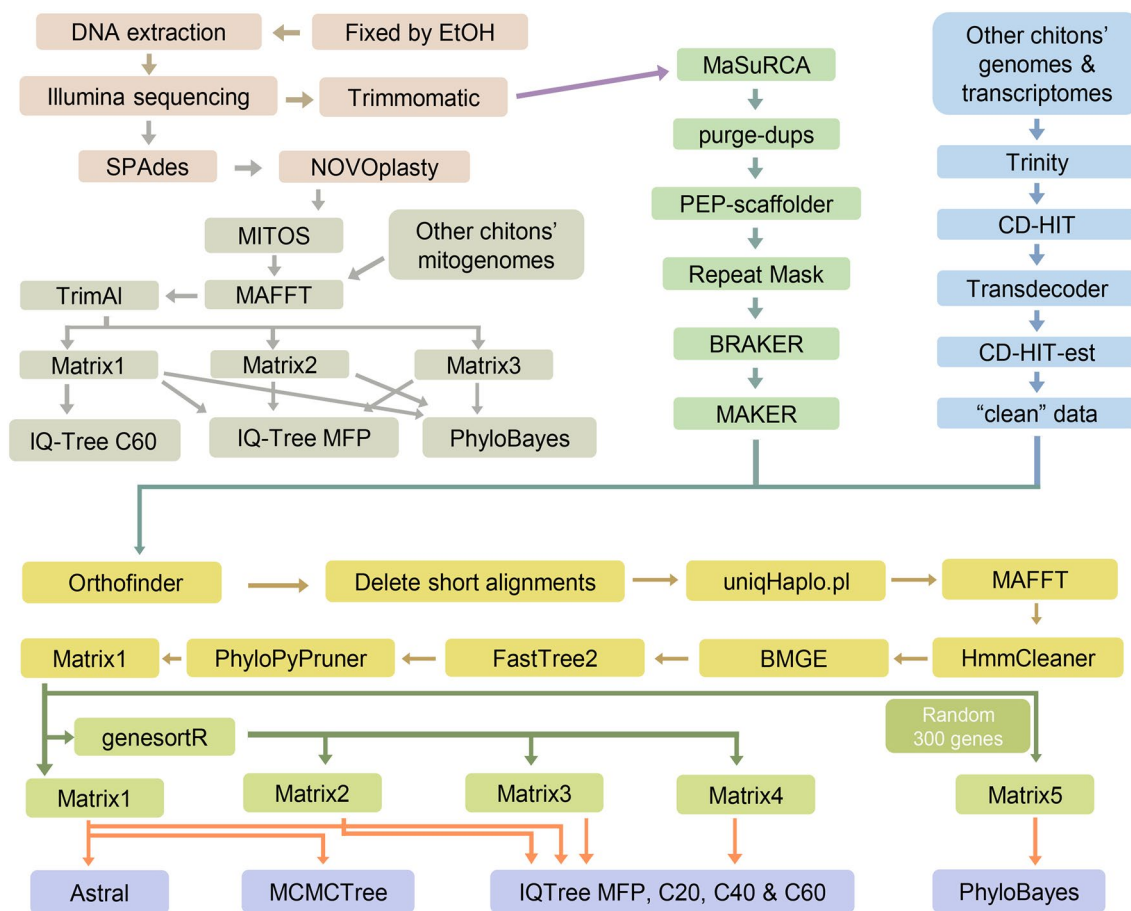 DNA extraction
Fixed by EtOH
Illumina sequencing
Trimmomatic
SPAdes
NOVOplasty
MITOS
Other chitons’
mitogenomes
TrimAl
MAFFT
Matrix1
Matrix2
Matrix3
IQ-Tree C60
IQ-Tree MFP
PhyloBayes
MaSuRCA
purge-dups
PEP-scaffolder
Repeat Mask
BRAKER
MAKER
Other chitons’
genomes &
transcriptomes
Trinity
CD-HIT
Transdecoder
CD-HIT-est
“clean” data
Orthofinder
Delete short alignments
uniqHaplo.pl
MAFFT
Matrix1
PhyloPyPruner
FastTree2
BMGE
HmmCleaner
genesortR
Random
300 genes
Matrix1
Matrix2
Matrix3
Matrix4
Matrix5
Astral
MCMCTree
IQTree MFP, C20, C40 & C60
PhyloBayes